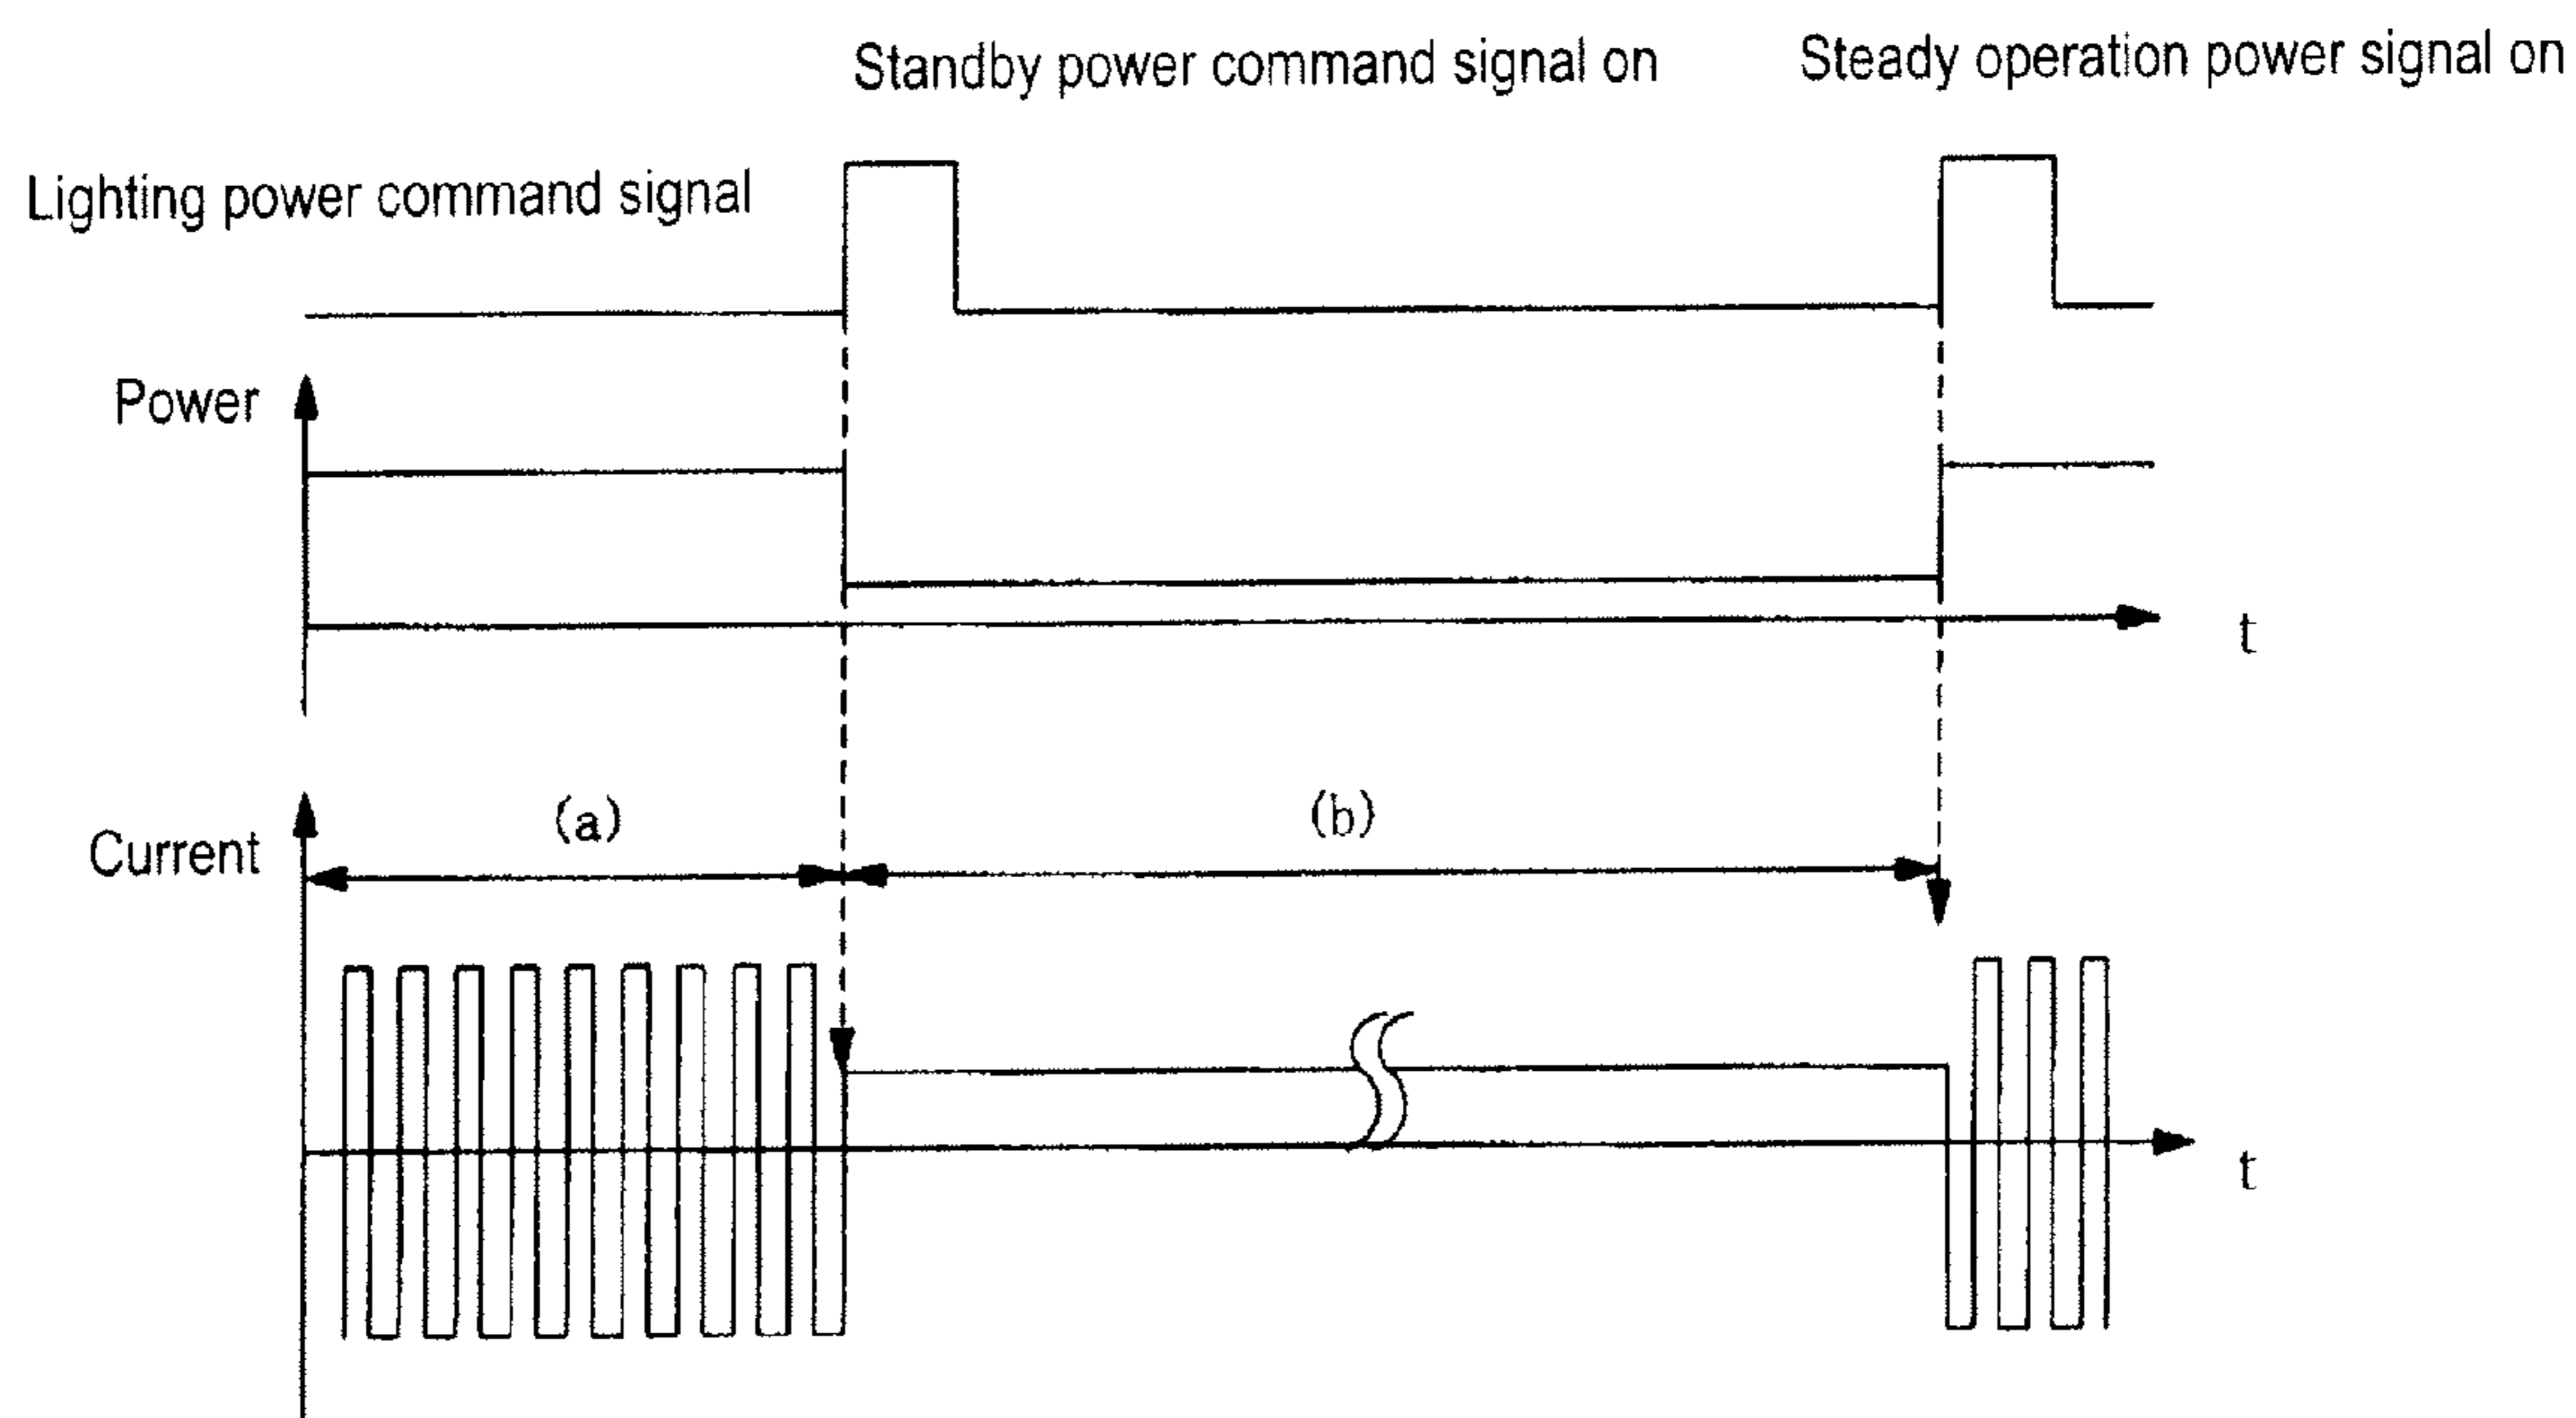 Standby power command signal on
Steady operation power signal on
Lighting power command signal
Power
t
Current
(a)
(b)
t